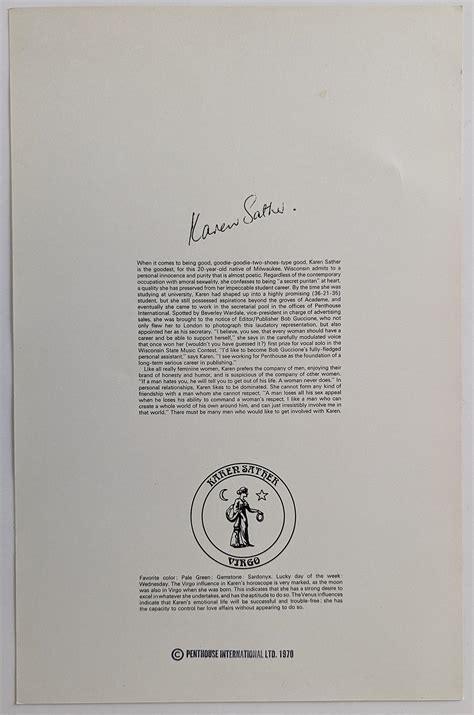 Karen Sather.
When it comes to being good, goodie-goodie-two-shoes-type good, Karen Sather
is the goodest, for this 20-year-old native of Milwaukee, Wisconsin admits to a
personal innocence and purity that is almost poetic. Regardless of the contemporary
occupation with amoral sexuality, she confesses to being "a secret puritan" at heart,
a quality she has preserved from her impeccable student career. By the time she was
studying at university, Karen had shaped up into a highly promising (36-21-35)
student, but she still possessed aspirations beyond the groves of Academe, and
eventually she came to work in the secretarial pool in the offices of Penthouse
International. Spotted by Beverley Wardale, vice-president in charge of advertising
sales, she was brought to the notice of Editor/Publisher Bob Guccione, who not
only flew her to London to photograph this laudatory representation, but also
appointed her as his secretary. "I believe, you see, that every woman should have a
career and be able to support herself," she says in the carefully modulated voice
that once won her (wouldn't you have guessed it?) first prize for vocal solo in the
Wisconsin State Music Contest. "I'd like to become Bob Guccione's fully-fledged
personal assistant," says Karen. "I see working for Penthouse as the foundation of a
long-term serious career in publishing."
Like all really feminine women, Karen prefers the company of men, enjoying their
brand of honesty and humor, and is suspicious of the company of other women.
"If a man hates you, he will tell you to get out of his life. A woman never does." In
personal relationships, Karen likes to be dominated. She cannot form any kind of
friendship with a man whom she cannot respect. "A man loses all his sex appeal
when he loses his ability to command a woman's respect. I like a man who can
create a whole world of his own around him, and can just irresistibly involve me in
that world." There must be many men who would like to get involved with Karen.
KAREN SATHER
VIRGO
Favorite color: Pale Green: Gemstone: Sardonyx. Lucky day of the week:
Wednesday. The Virgo influence in Karen's horoscope is very marked, as the moon
was also in Virgo when she was born. This indicates that she has a strong desire to
excel in whatever she undertakes, and has the aptitude to do so. The Venus influences
indicate that Karen's emotional life will be successful and trouble-free; she has
the capacity to control her love affairs without appearing to do so.
© PENTHOUSE INTERNATIONAL LTD. 1970